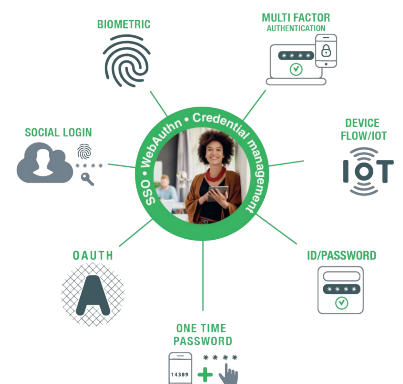 MULTI FACTOR
AUTHENTICATION
BIOMETRIC
SSO • WebAuthn • Credential management
SOCIAL LOGIN
DEVICE
FLOW/IOT
IOT
OAUTH
A
ID/PASSWORD
ONE TIME
PASSWORD
14389